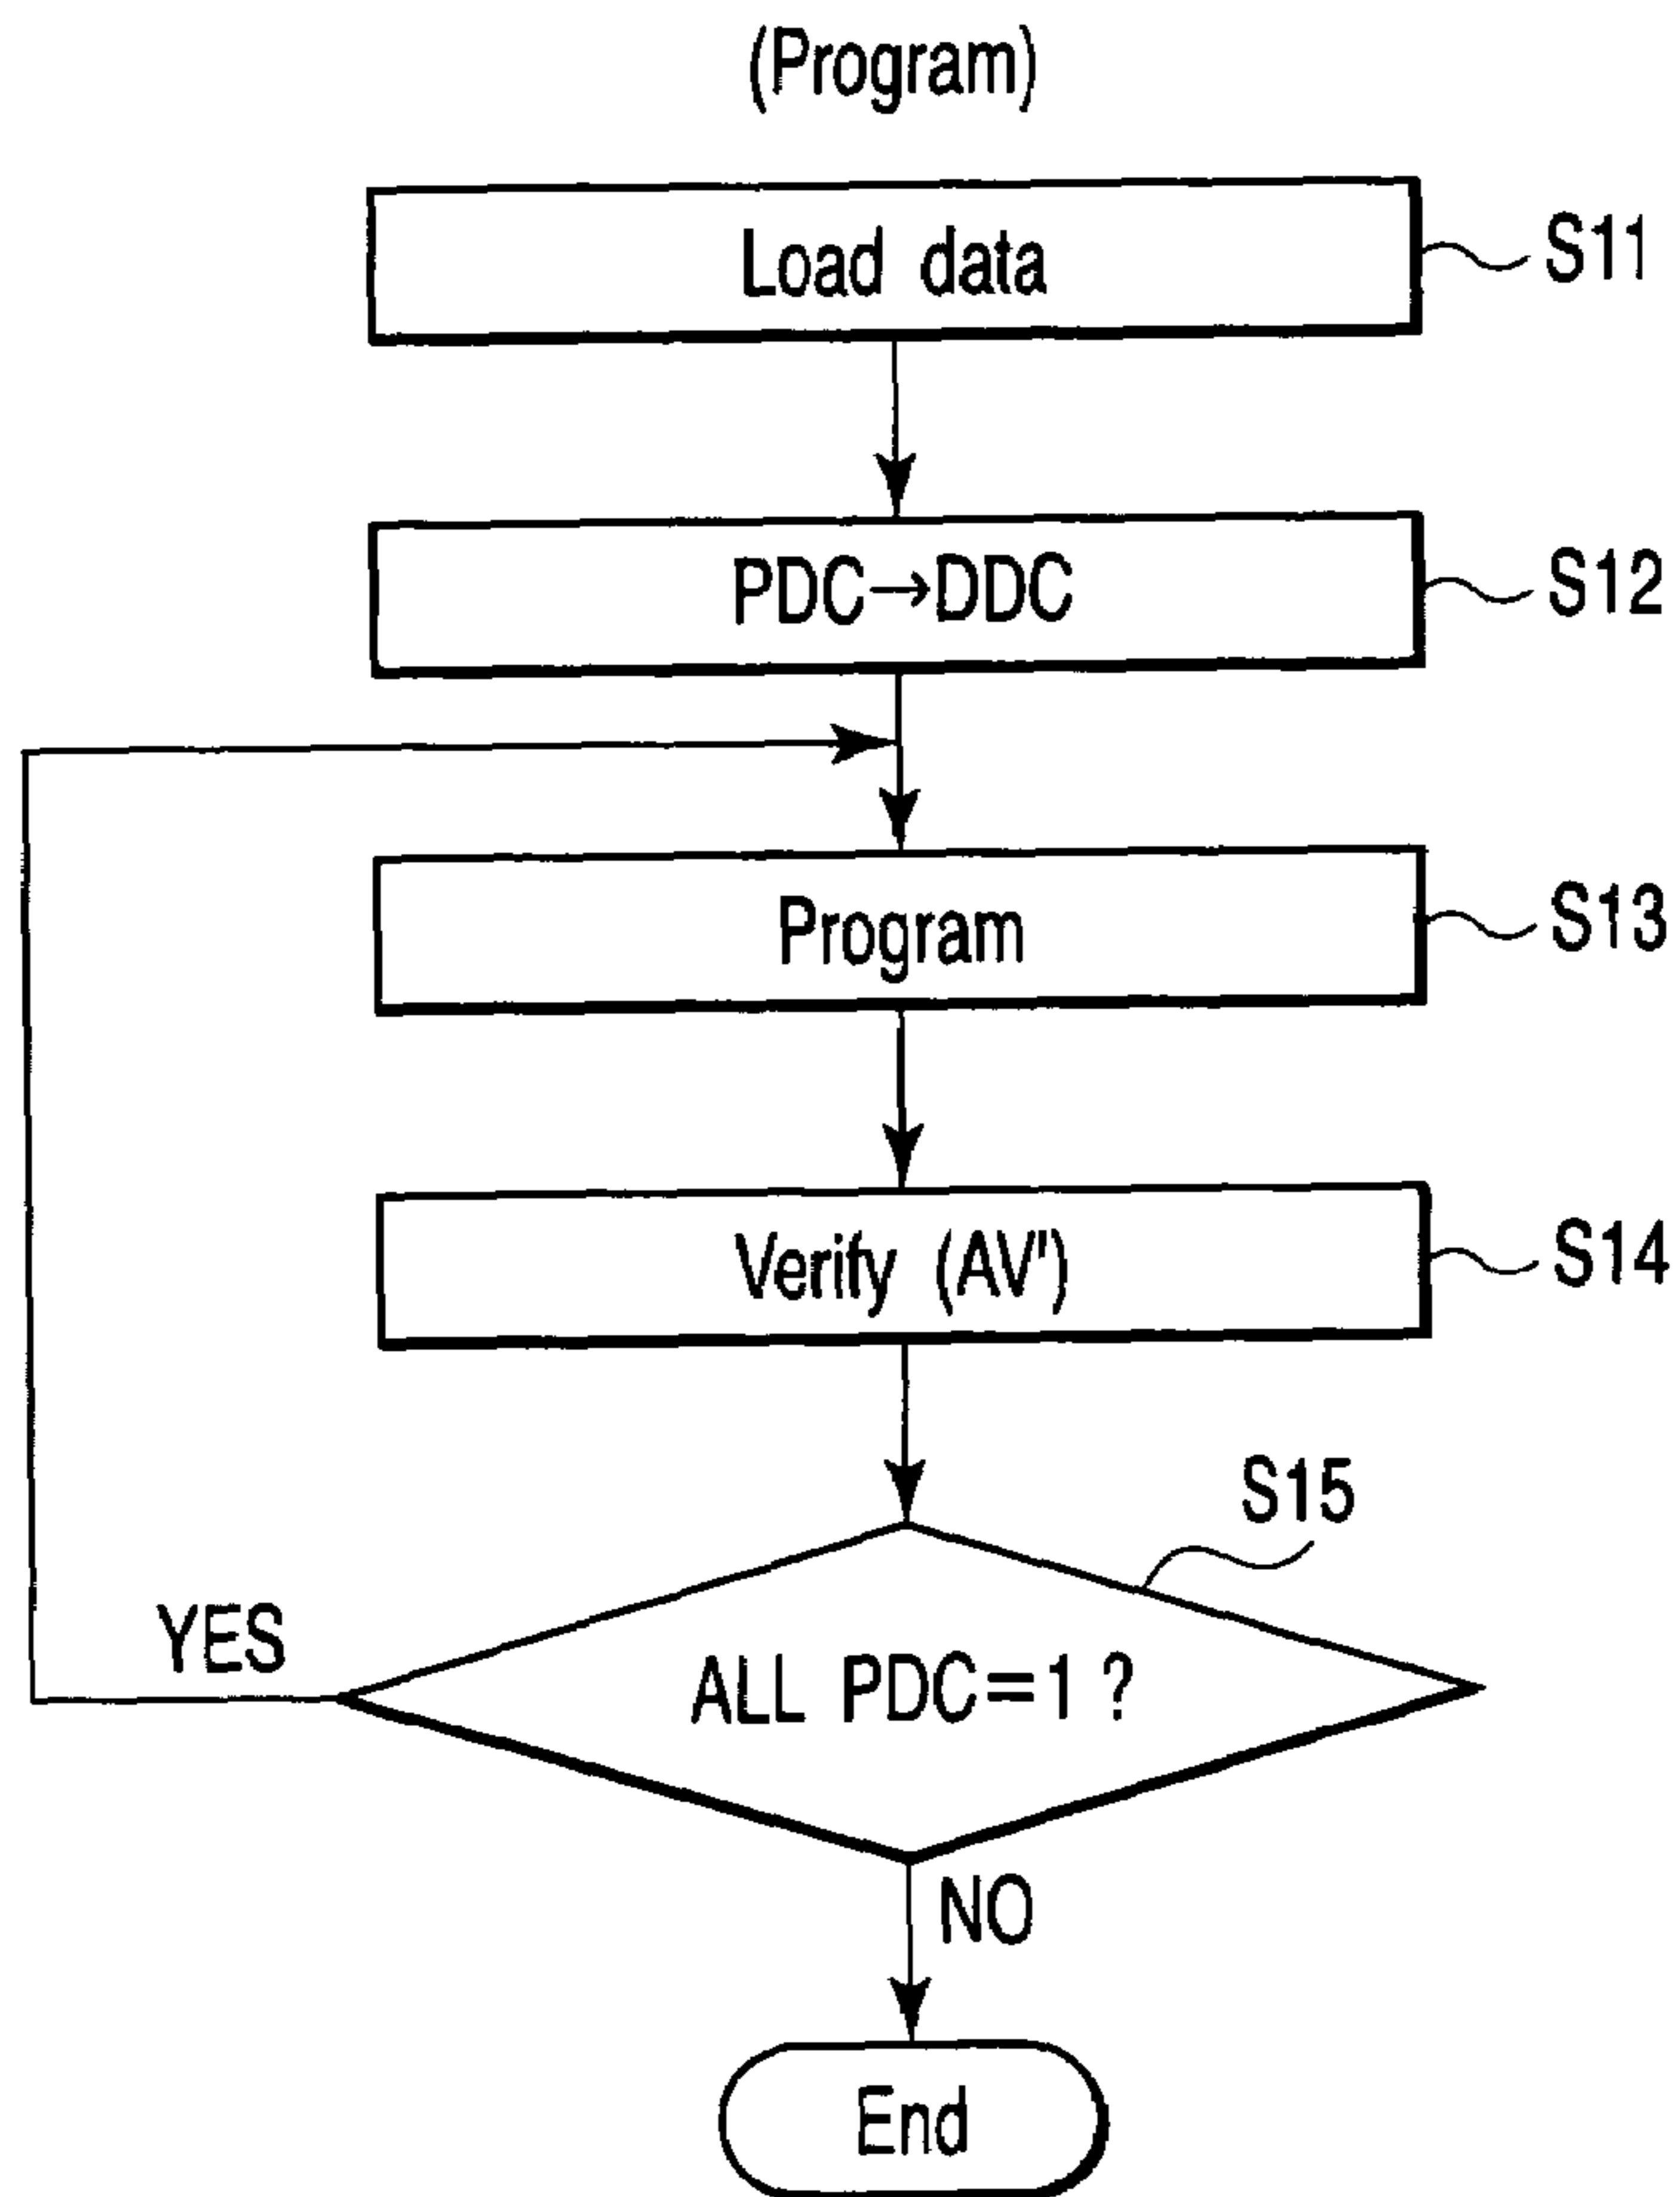 (Program)
Load data
S11
PDC→DDC
S12
Program
S13
Verify (AV')
S14
S15
YES
ALL PDC=1 ?
NO
End